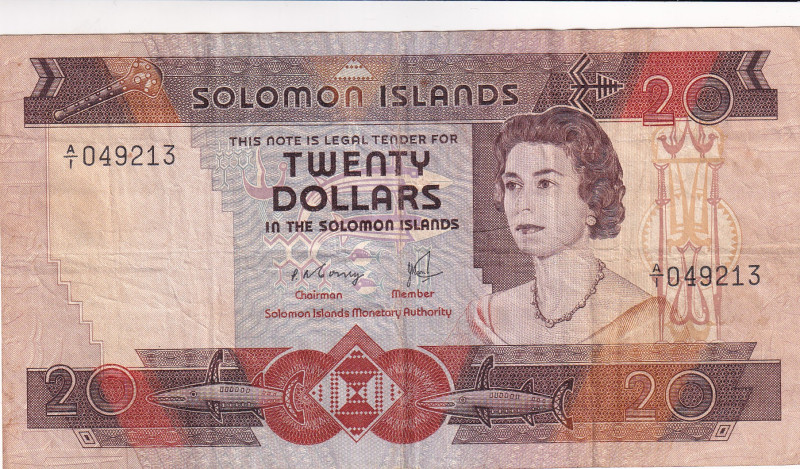 SOLOMON ISLANDS
20
THIS NOTE IS LEGAL TENDER FOR
A/1 049213
TWENTY
DOLLARS
IN THE SOLOMON ISLANDS
A/1 049213
Chairman Member
Solomon Islands Monetary Authority
20 20